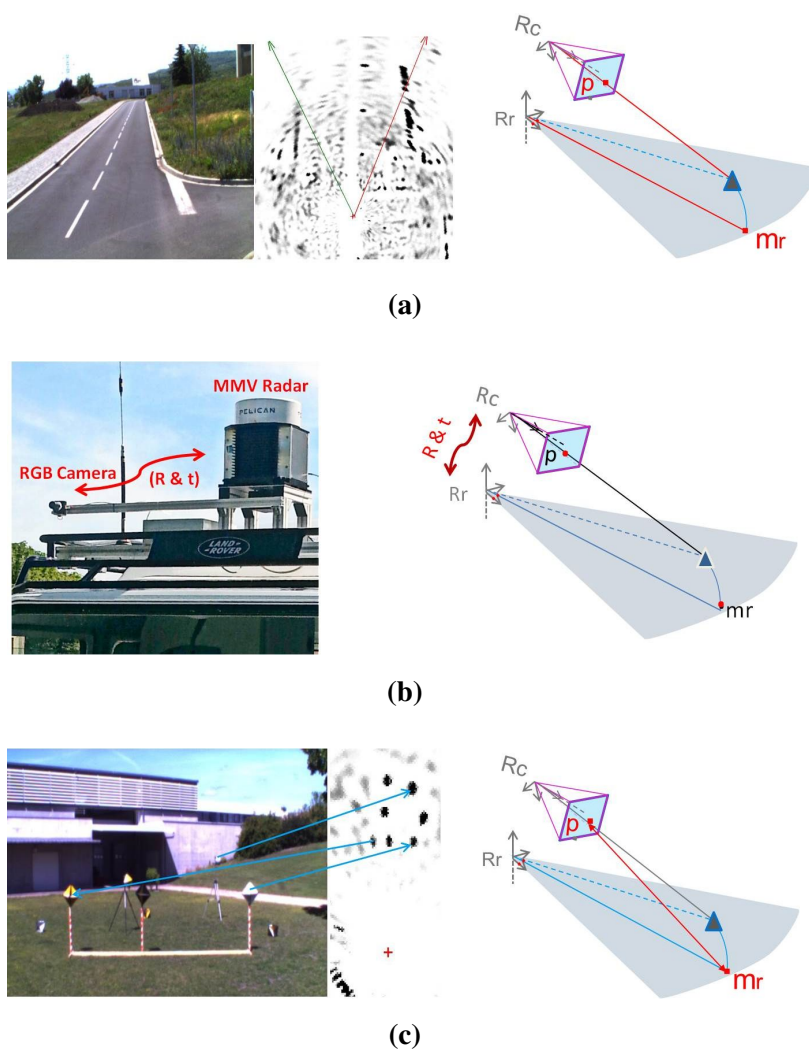 Rc
p
Rr
mr
(a)
MMV Radar
PELICAN
RGB Camera
(R & t)
LAND-
-ROVER
Rc
R & t
p
Rr
mr
(b)
Rc
p
Rr
mr
(c)